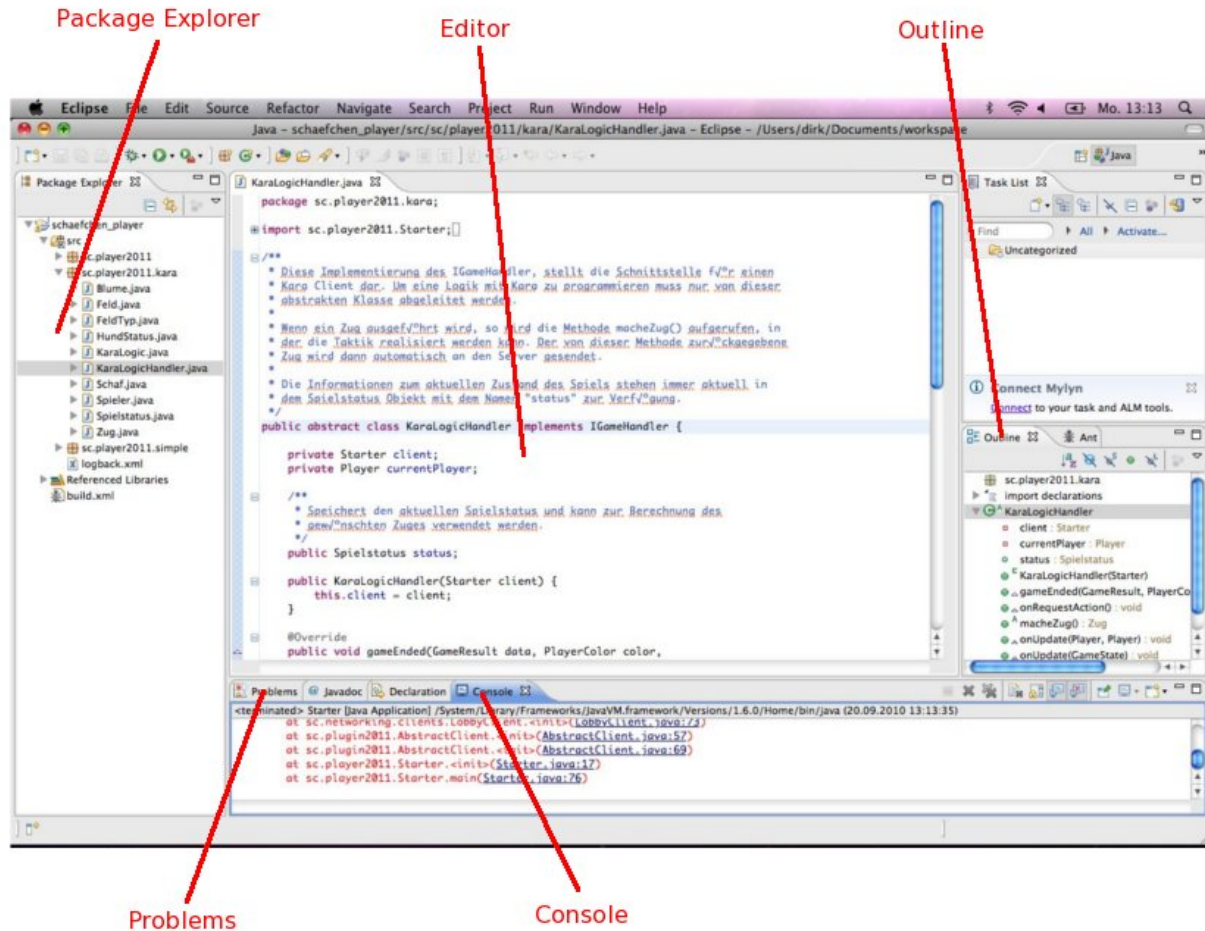 Package Explorer
Editor
Outline
Eclipse File Edit Source Refactor Navigate Search Project Run Window Help
Mo. 13:13
Java – schaefchen_player/src/sc/player2011/kara/KaraLogicHandler.java – Eclipse – /Users/dirk/Documents/workspace
Java
Package Explorer
schaefchen_player
src
sc.player2011
sc.player2011.kara
Blume.java
Feld.java
FeldTyp.java
HundStatus.java
KaraLogic.java
KaraLogicHandler.java
Schaf.java
Spieler.java
Spielstatus.java
Zug.java
sc.player2011.simple
logback.xml
Referenced Libraries
build.xml
KaraLogicHandler.java
package sc.player2011.kara;
import sc.player2011.Starter;
/**
* Diese Implementierung des IGameHandler, stellt die Schnittstelle f√ºr einen
* Kara Client dar. Um eine Logik mit Kara zu programmieren muss nur von dieser
* abstrakten Klasse abgeleitet werden.
*
* Wenn ein Zug ausgef√ºhrt wird, so wird die Methode macheZug() aufgerufen, in
* der die Taktik realisiert werden kann. Der von dieser Methode zur√ºckgegebene
* Zug wird dann automatisch an den Server gesendet.
*
* Die Informationen zum aktuellen Zustand des Spiels stehen immer aktuell in
* dem Spielstatus Objekt mit dem Namen "status" zur Verf√ºgung.
*/
public abstract class KaraLogicHandler implements IGameHandler {
private Starter client;
private Player currentPlayer;
/**
* Speichert den aktuellen Spielstatus und kann zur Berechnung des
* gew√ºnschten Zuges verwendet werden.
*/
public Spielstatus status;
public KaraLogicHandler(Starter client) {
this.client = client;
}
@Override
public void gameEnded(GameResult data, PlayerColor color,
Task List
Find All Activate...
Uncategorized
Connect Mylyn
Connect to your task and ALM tools.
Outline Ant
sc.player2011.kara
import declarations
KaraLogicHandler
client : Starter
currentPlayer : Player
status : Spielstatus
KaraLogicHandler(Starter)
gameEnded(GameResult, PlayerCo
onRequestAction() : void
macheZug() : Zug
onUpdate(Player, Player) : void
onUpdate(GameState) : void
Problems Javadoc Declaration Console
<terminated> Starter [Java Application] /System/Library/Frameworks/JavaVM.framework/Versions/1.6.0/Home/bin/java (20.09.2010 13:13:35)
at sc.networking.clients.LobbyClient.<init>(LobbyClient.java:73)
at sc.plugin2011.AbstractClient.<init>(AbstractClient.java:57)
at sc.plugin2011.AbstractClient.<init>(AbstractClient.java:69)
at sc.player2011.Starter.<init>(Starter.java:17)
at sc.player2011.Starter.main(Starter.java:76)
Problems
Console